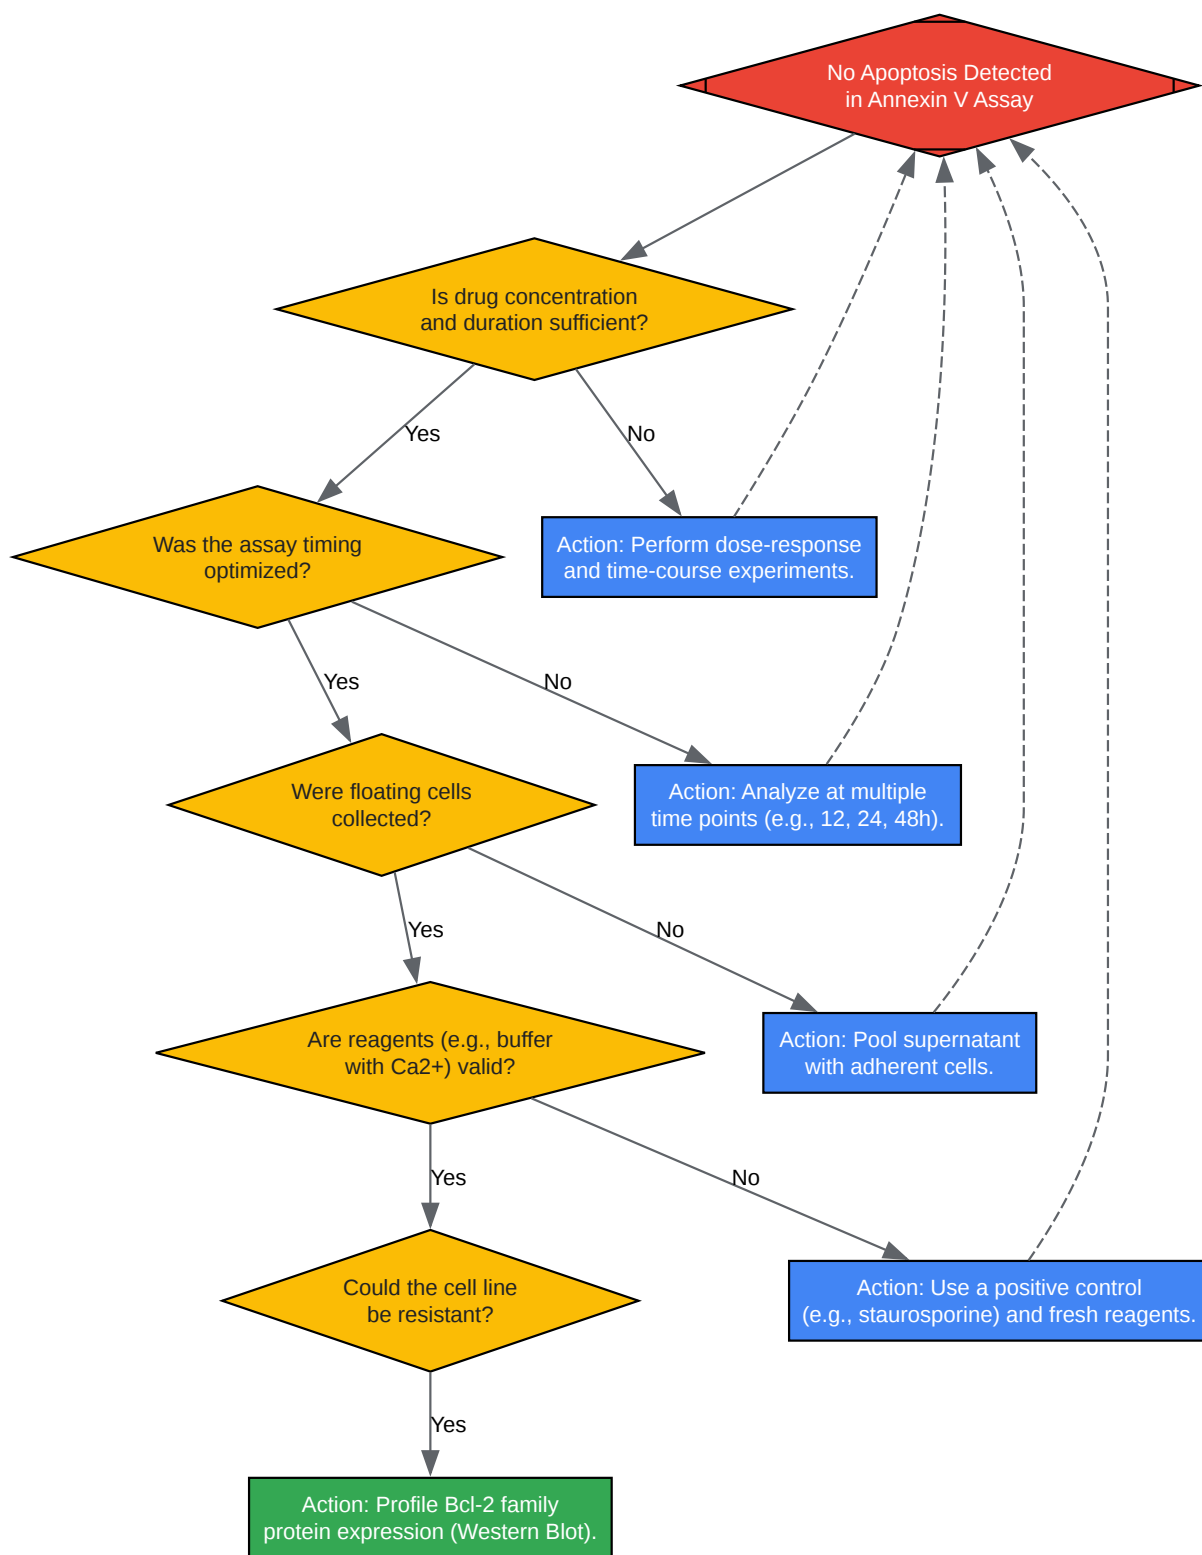 No Apoptosis Detected
in Annexin V Assay
Is drug concentration
and duration sufficient?
Yes
No
Was the assay timing
optimized?
Action: Perform dose-response
and time-course experiments.
Yes
No
Were floating cells
collected?
Action: Analyze at multiple
time points (e.g., 12, 24, 48h).
Yes
No
Are reagents (e.g., buffer
with Ca2+) valid?
Action: Pool supernatant
with adherent cells.
Yes
No
Could the cell line
be resistant?
Action: Use a positive control
(e.g., staurosporine) and fresh reagents.
Yes
Action: Profile Bcl-2 family
protein expression (Western Blot).